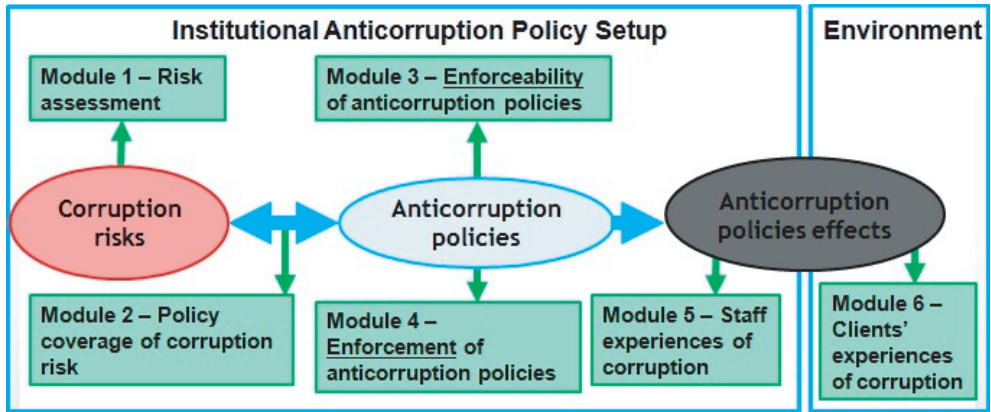 Institutional Anticorruption Policy Setup
Environment
Module 1 – Risk
assessment
Module 3 – Enforceability
of anticorruption policies
Corruption
risks
Anticorruption
policies
Anticorruption
policies effects
Module 2 – Policy
coverage of corruption
risk
Module 4 –
Enforcement of
anticorruption policies
Module 5 – Staff
experiences of
corruption
Module 6 –
Clients'
experiences
of corruption